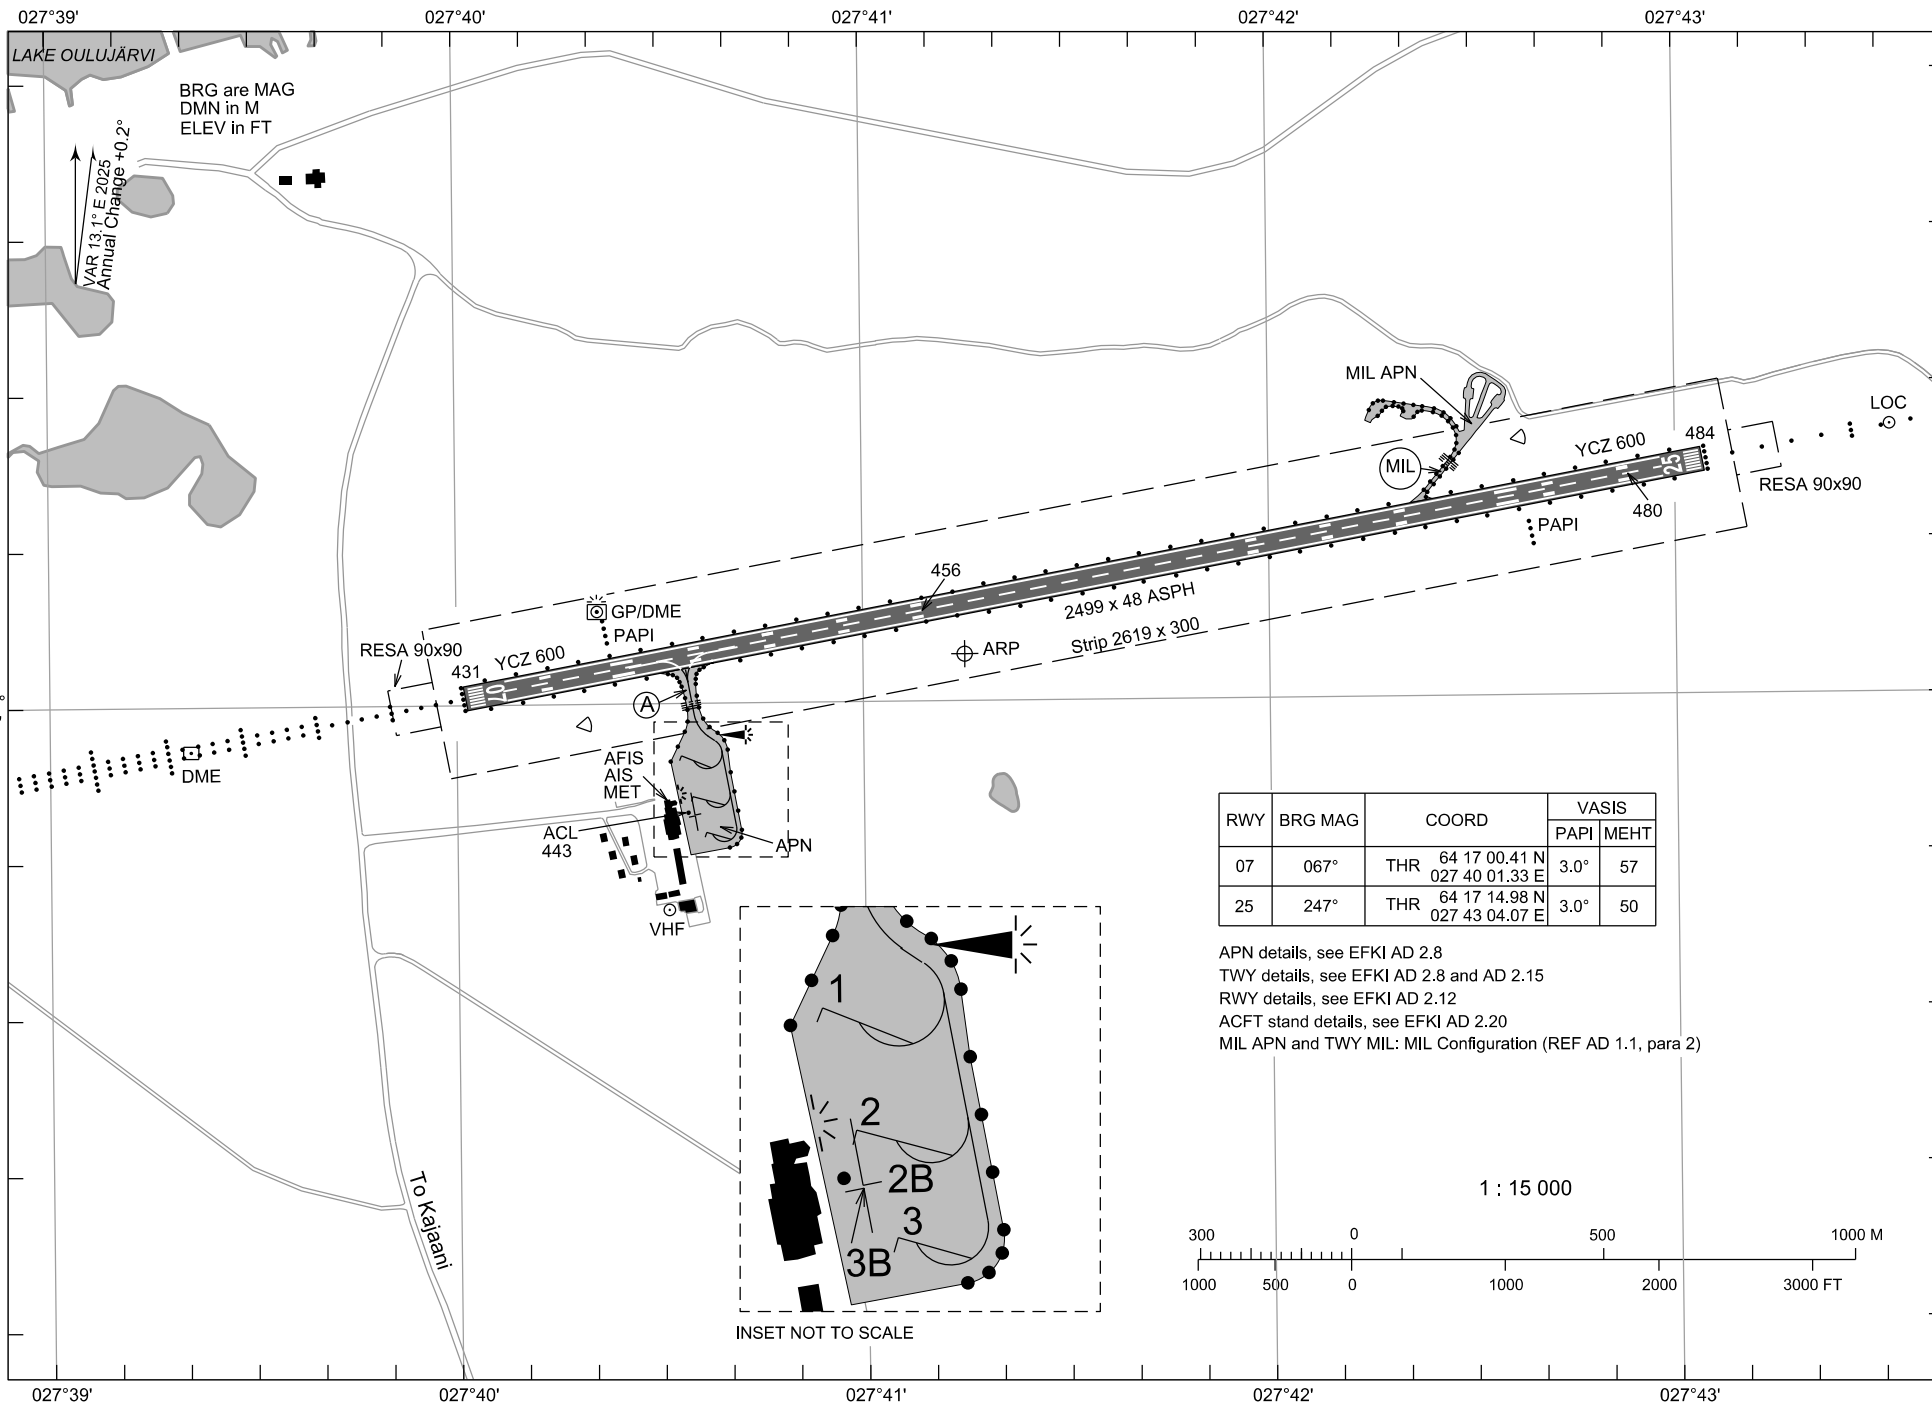 027°39'
027°40'
027°41'
027°42'
027°43'
LAKE OULUJÄRVI
BRG are MAG
DMN in M
ELEV in FT
VAR 13.1° E 2025
Annual Change +0.2°
MIL APN
LOC
MIL
YCZ 600
484
25
RESA 90x90
480
PAPI
456
2499 x 48 ASPH
Strip 2619 x 300
ARP
GP/DME
PAPI
RESA 90x90
431
YCZ 600
07
A
DME
AFIS
AIS
MET
ACL
443
APN
VHF
To Kajaani
RWY BRG MAG COORD VASIS
PAPI MEHT
07 067° THR 64 17 00.41 N 3.0° 57
027 40 01.33 E
25 247° THR 64 17 14.98 N 3.0° 50
027 43 04.07 E
APN details, see EFKI AD 2.8
TWY details, see EFKI AD 2.8 and AD 2.15
RWY details, see EFKI AD 2.12
ACFT stand details, see EFKI AD 2.20
MIL APN and TWY MIL: MIL Configuration (REF AD 1.1, para 2)
1
2
2B
3
3B
INSET NOT TO SCALE
1 : 15 000
300 0 500 1000 M
1000 500 0 1000 2000 3000 FT
027°39'
027°40'
027°41'
027°42'
027°43'